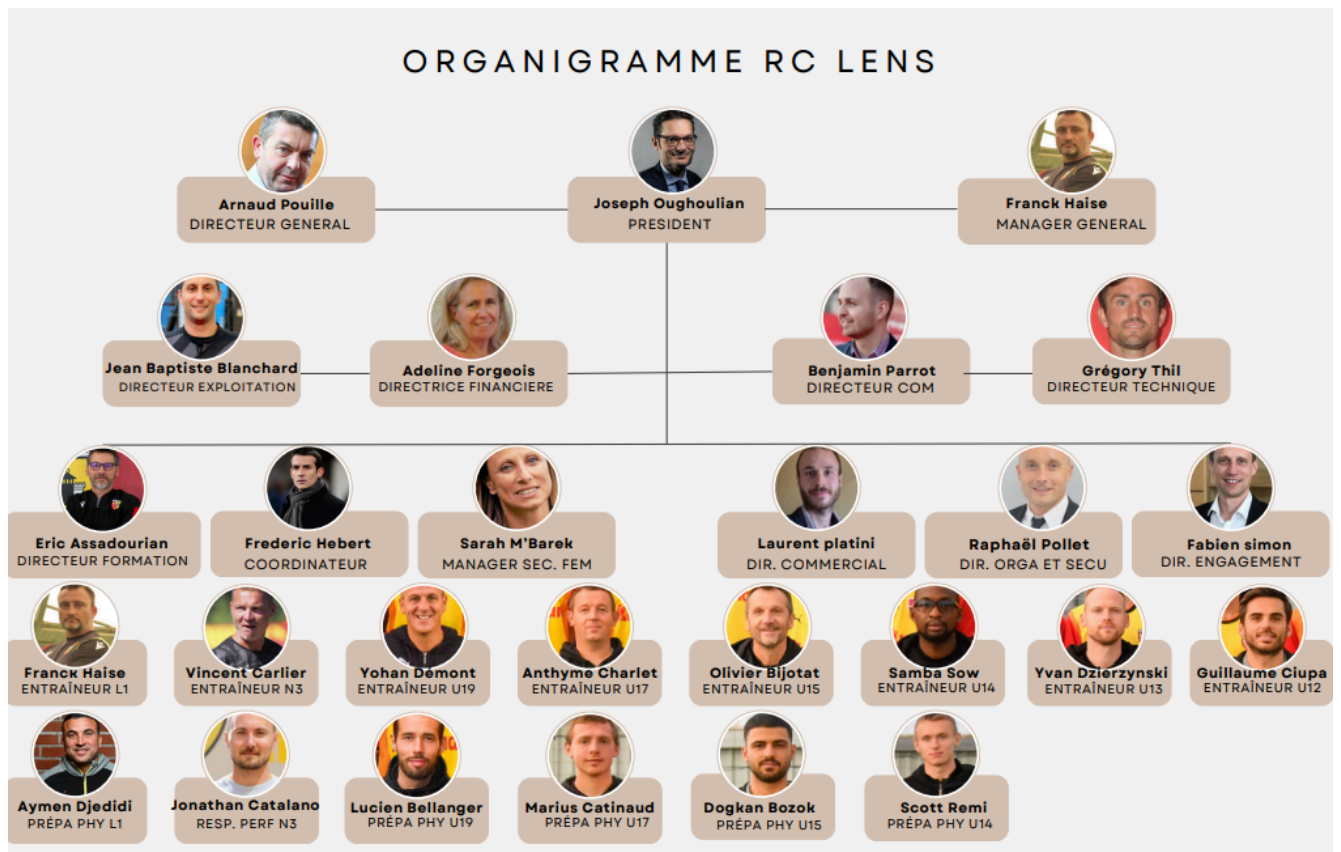 ORGANIGRAMME RC LENS
Arnaud Pouille
DIRECTEUR GENERAL
Joseph Oughoulian
PRESIDENT
Franck Haise
MANAGER GENERAL
Jean Baptiste Blanchard
DIRECTEUR EXPLOITATION
Adeline Forgeois
DIRECTRICE FINANCIERE
Benjamin Parrot
DIRECTEUR COM
Grégory Thil
DIRECTEUR TECHNIQUE
Eric Assadourian
DIRECTEUR FORMATION
Frederic Hebert
COORDINATEUR
Sarah M'Barek
MANAGER SEC. FEM
Laurent platini
DIR. COMMERCIAL
Raphaël Pollet
DIR. ORGA ET SECU
Fabien simon
DIR. ENGAGEMENT
Franck Haise
ENTRAÎNEUR L1
Vincent Carlier
ENTRAÎNEUR N3
Yohan Démont
ENTRAÎNEUR U19
Anthyme Charlet
ENTRAÎNEUR U17
Olivier Bijotat
ENTRAÎNEUR U15
Samba Sow
ENTRAÎNEUR U14
Yvan Dzierzynski
ENTRAÎNEUR U13
Guillaume Ciupa
ENTRAÎNEUR U12
Aymen Djedidi
PRÉPA PHY L1
Jonathan Catalano
RESP. PERF N3
Lucien Bellanger
PRÉPA PHY U19
Marius Catinaud
PRÉPA PHY U17
Dogkan Bozok
PRÉPA PHY U15
Scott Remi
PRÉPA PHY U14